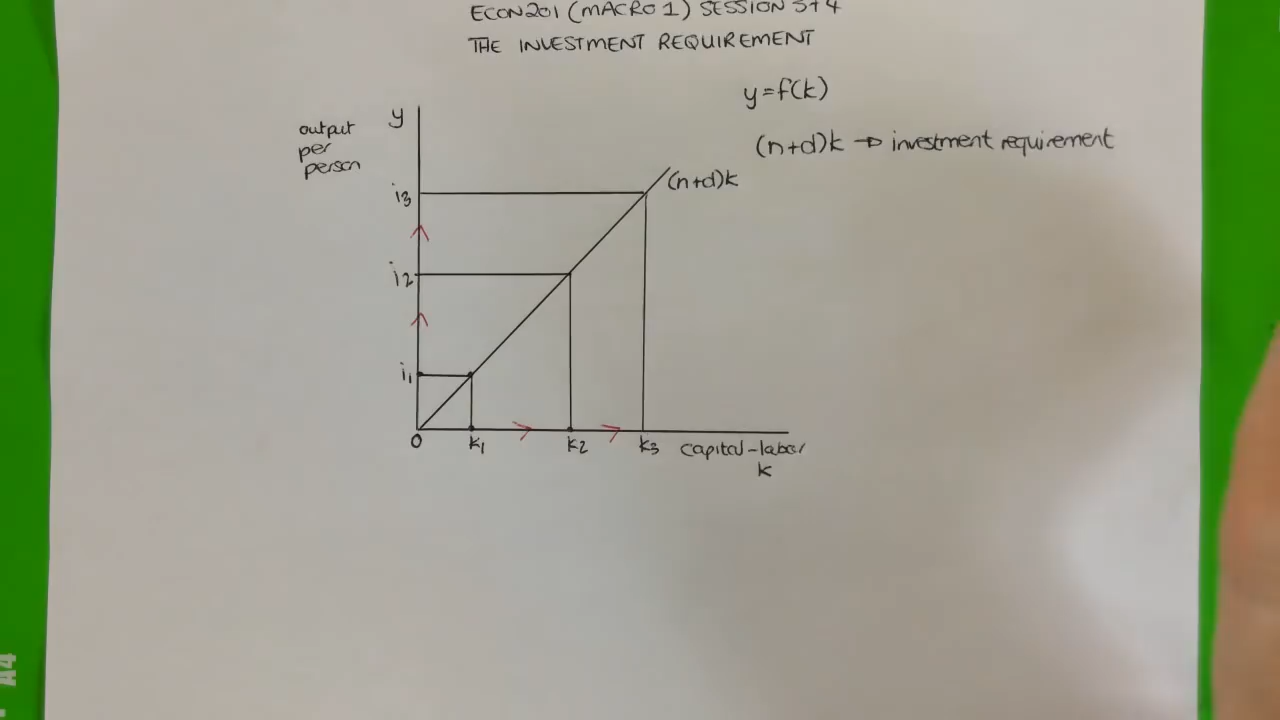 ECON201 (MACRO 1) SESSION 3+4
THE INVESTMENT REQUIREMENT
y=f(k)
(n+d)k → investment requirement
output
per
person
y
(n+d)k
i3
i2
i1
0
k1
k2
k3
capital-labor
k
A4